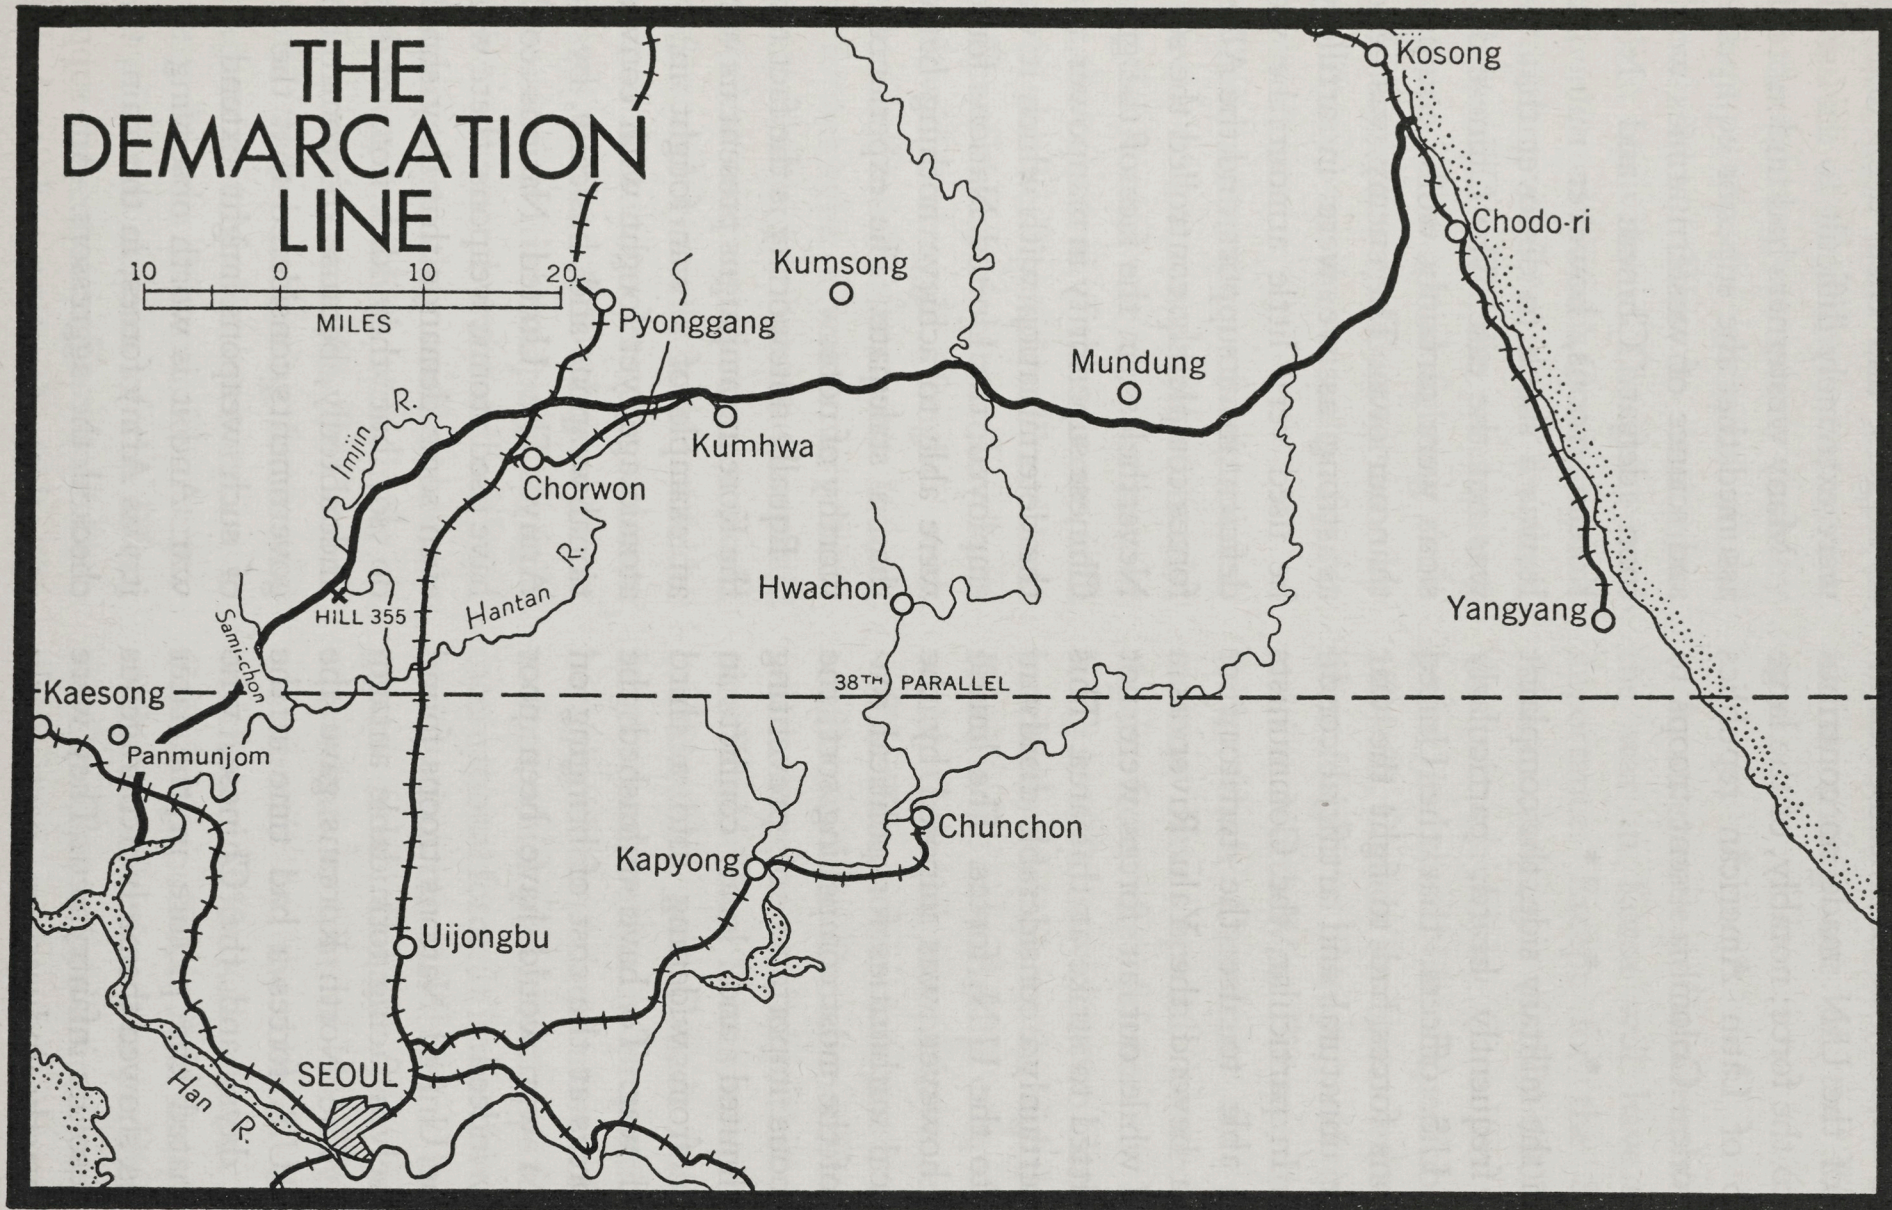 THE
DEMARCATION
LINE
10 0 10 20
MILES
Kosong
Chodo-ri
Kumsong
Pyonggang
Mundung
Imjin R.
Kumhwa
Chorwon
Hantan R.
Hwachon
HILL 355
Sami-chon
Yangyang
Kaesong
38TH PARALLEL
Panmunjom
Chunchon
Kapyong
Uijongbu
SEOUL
Han R.